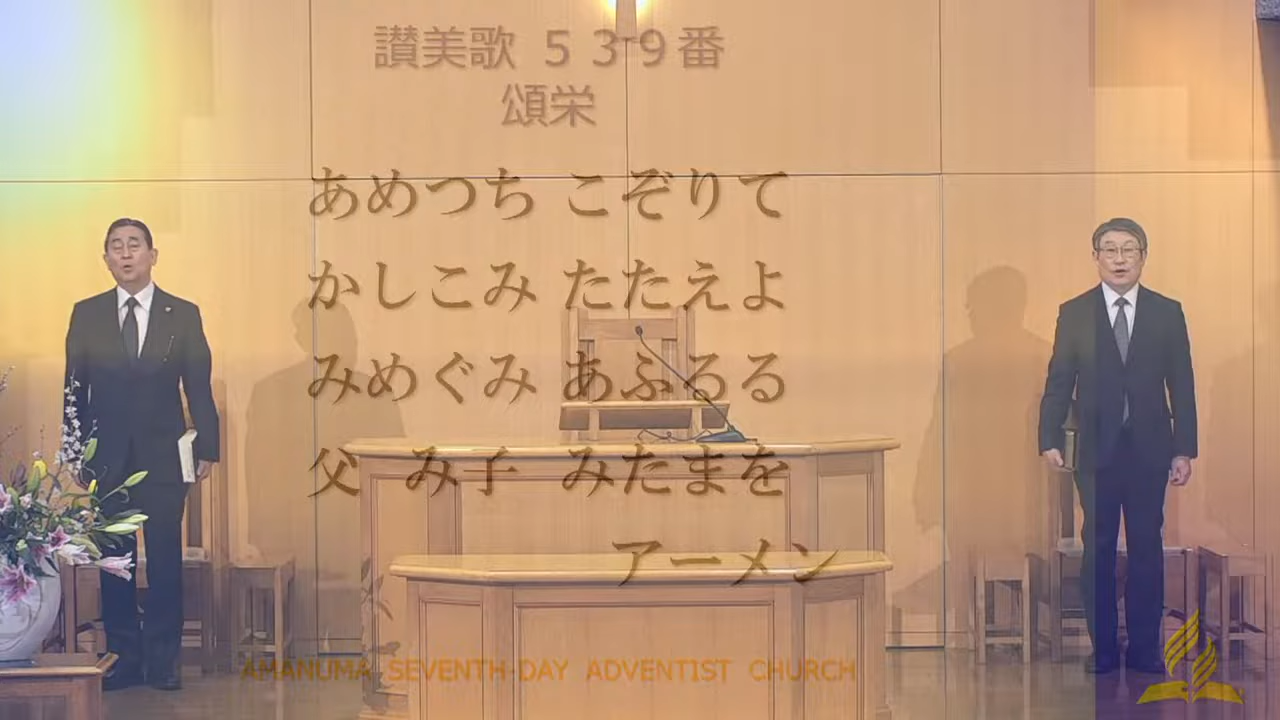 讃美歌 ５３９番
頌栄
あめつち こぞりて
かしこみ たたえよ
みめぐみ あふるる
父 み子 みたまを
アーメン
AMANUMA SEVENTH-DAY ADVENTIST CHURCH